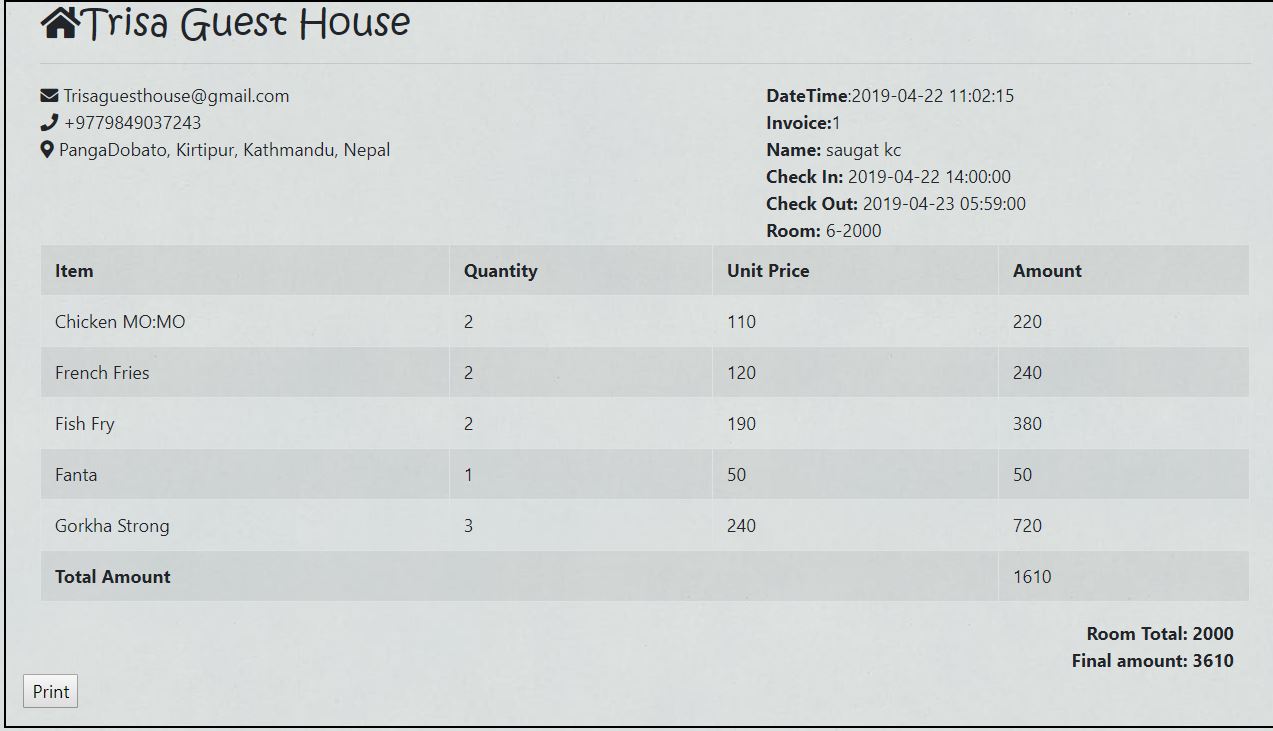 Trisa Guest House
Trisaguesthouse@gmail.com
+9779849037243
PangaDobato, Kirtipur, Kathmandu, Nepal
DateTime:2019-04-22 11:02:15
Invoice:1
Name: saugat kc
Check In: 2019-04-22 14:00:00
Check Out: 2019-04-23 05:59:00
Room: 6-2000
Item Quantity Unit Price Amount
Chicken MO:MO 2 110 220
French Fries 2 120 240
Fish Fry 2 190 380
Fanta 1 50 50
Gorkha Strong 3 240 720
Total Amount 1610
Room Total: 2000
Final amount: 3610
Print